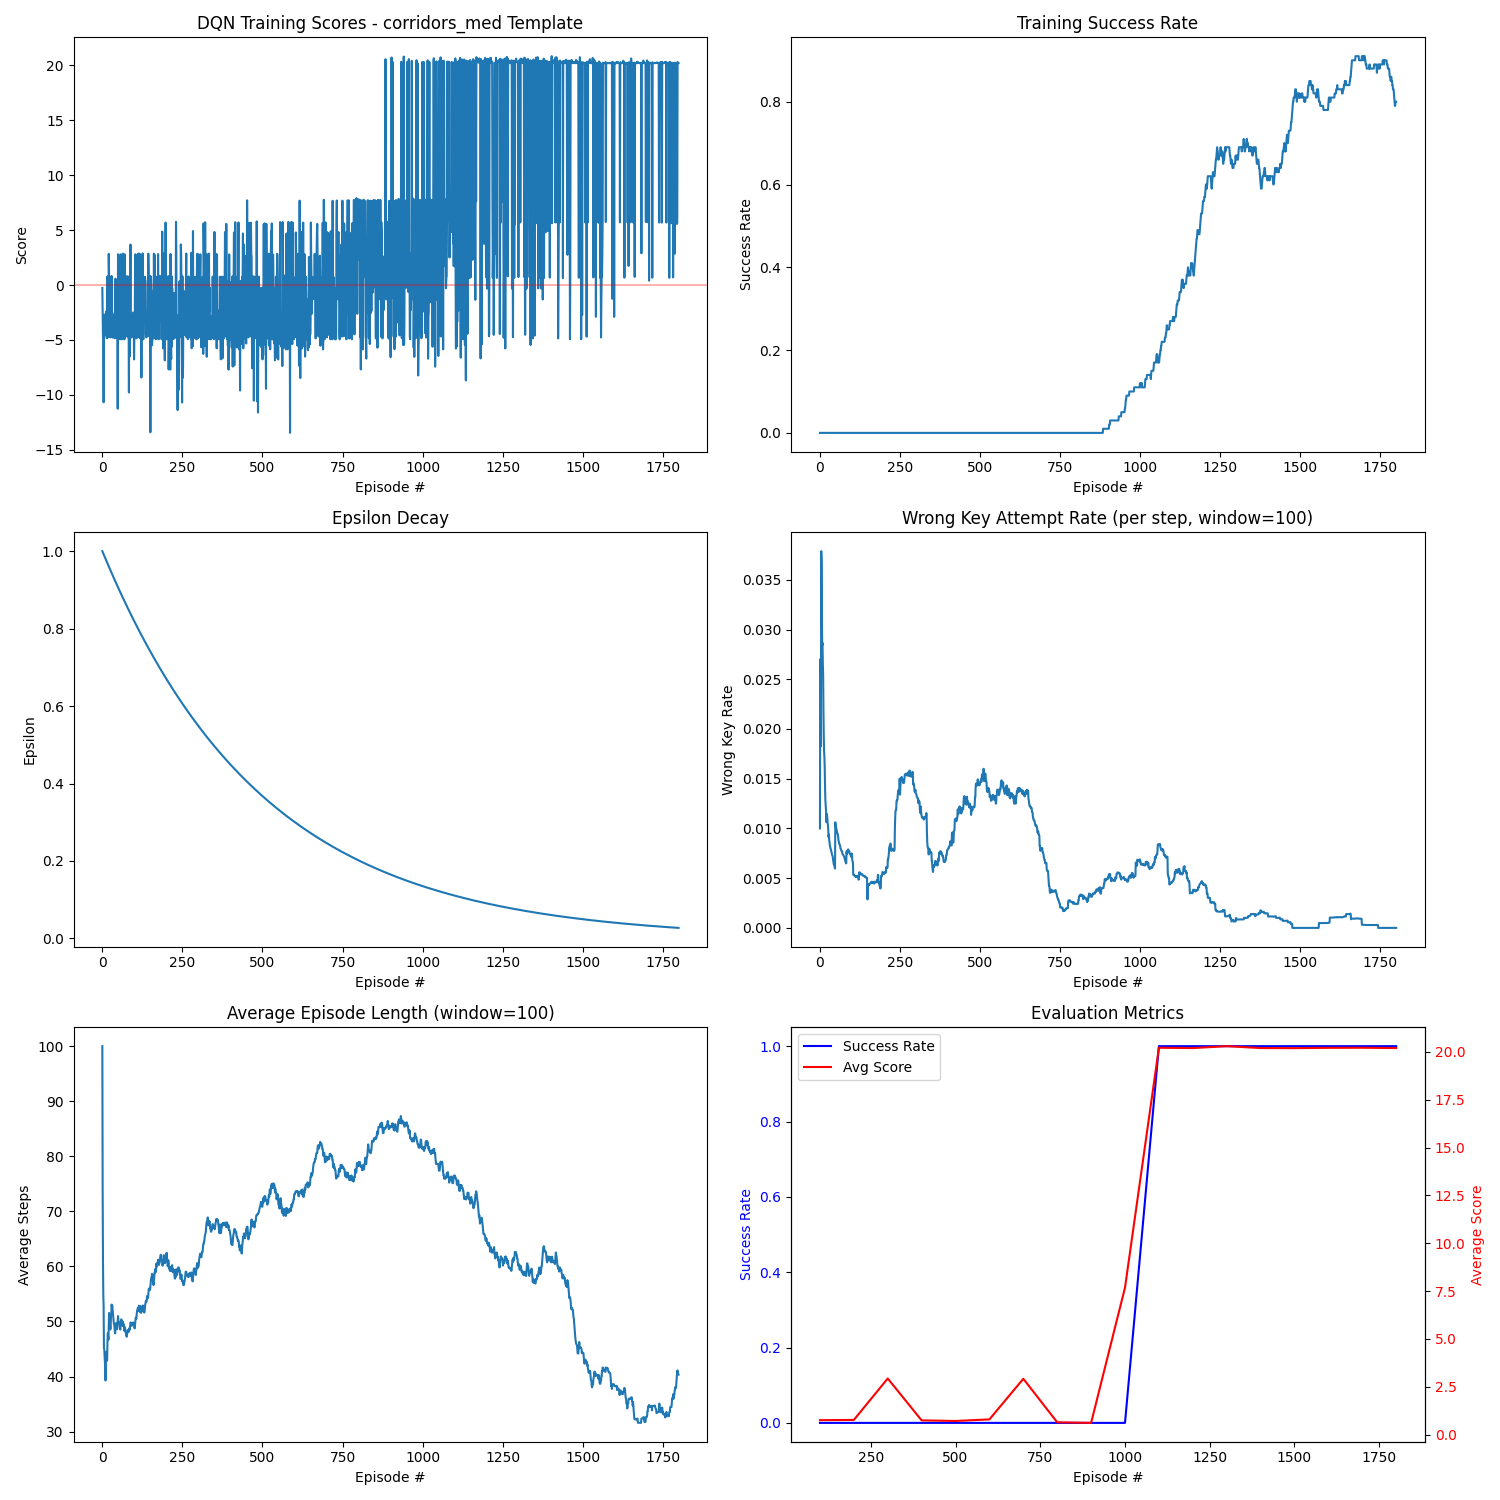 DQN Training Scores - corridors_med Template
Score
20
15
10
5
0
−5
−10
−15
0 250 500 750 1000 1250 1500 1750
Episode #
Training Success Rate
Success Rate
0.8
0.6
0.4
0.2
0.0
0 250 500 750 1000 1250 1500 1750
Episode #
Epsilon Decay
Epsilon
1.0
0.8
0.6
0.4
0.2
0.0
0 250 500 750 1000 1250 1500 1750
Episode #
Wrong Key Attempt Rate (per step, window=100)
Wrong Key Rate
0.035
0.030
0.025
0.020
0.015
0.010
0.005
0.000
0 250 500 750 1000 1250 1500 1750
Episode #
Average Episode Length (window=100)
Average Steps
100
90
80
70
60
50
40
30
0 250 500 750 1000 1250 1500 1750
Episode #
Evaluation Metrics
Success Rate
Avg Score
Success Rate
1.0
0.8
0.6
0.4
0.2
0.0
20.0
17.5
15.0
12.5
10.0
7.5
5.0
2.5
0.0
Average Score
250 500 750 1000 1250 1500 1750
Episode #